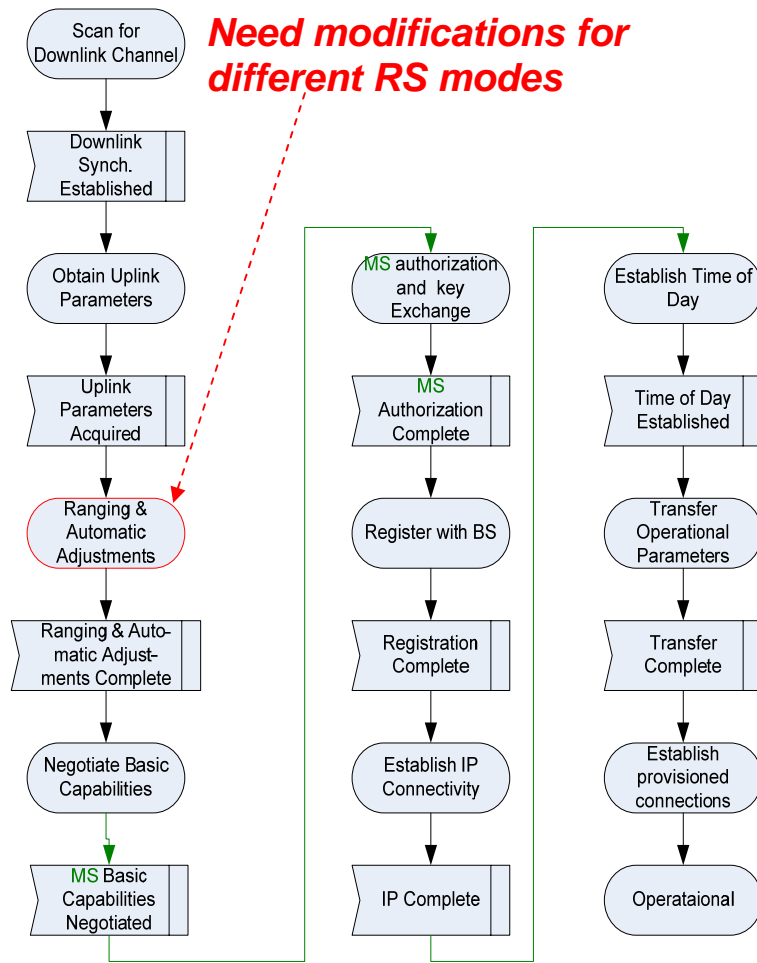 Need modifications for
different RS modes
Scan for
Downlink Channel
Downlink
Synch.
Established
Obtain Uplink
Parameters
Uplink
Parameters
Acquired
Ranging &
Automatic
Adjustments
Ranging & Auto-
matic Adjust-
ments Complete
Negotiate Basic
Capabilities
MS Basic
Capabilities
Negotiated
MS authorization
and key
Exchange
MS
Authorization
Complete
Register with BS
Registration
Complete
Establish IP
Connectivity
IP Complete
Establish Time of
Day
Time of Day
Established
Transfer
Operational
Parameters
Transfer
Complete
Establish
provisioned
connections
Operataional